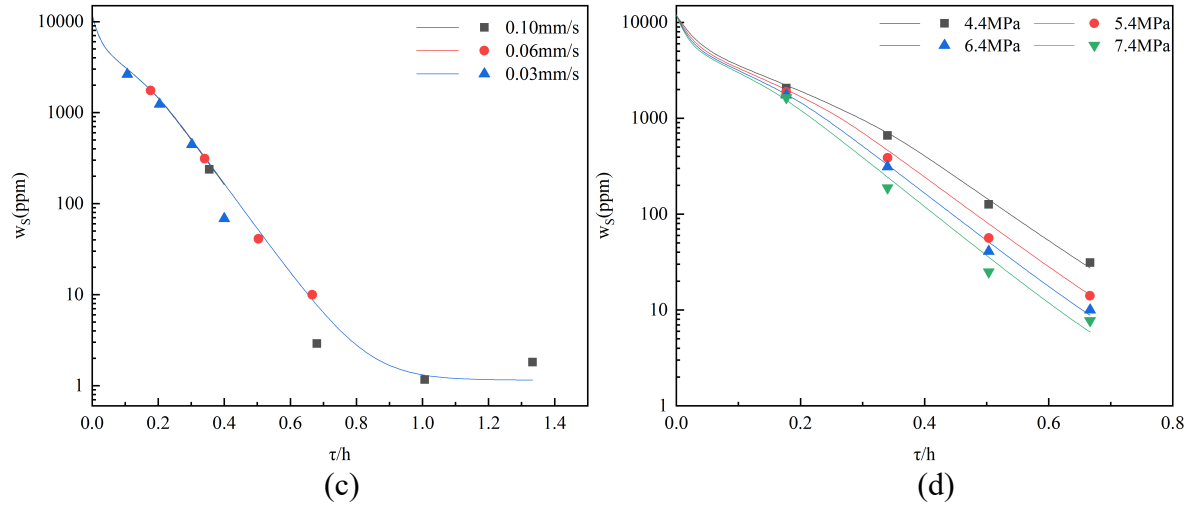 10000
1000
100
10
1
w_S(ppm)
0.10mm/s
0.06mm/s
0.03mm/s
0.0 0.2 0.4 0.6 0.8 1.0 1.2 1.4
τ/h
(c)
10000
1000
100
10
1
w_S(ppm)
4.4MPa 5.4MPa
6.4MPa 7.4MPa
0.0 0.2 0.4 0.6 0.8
τ/h
(d)